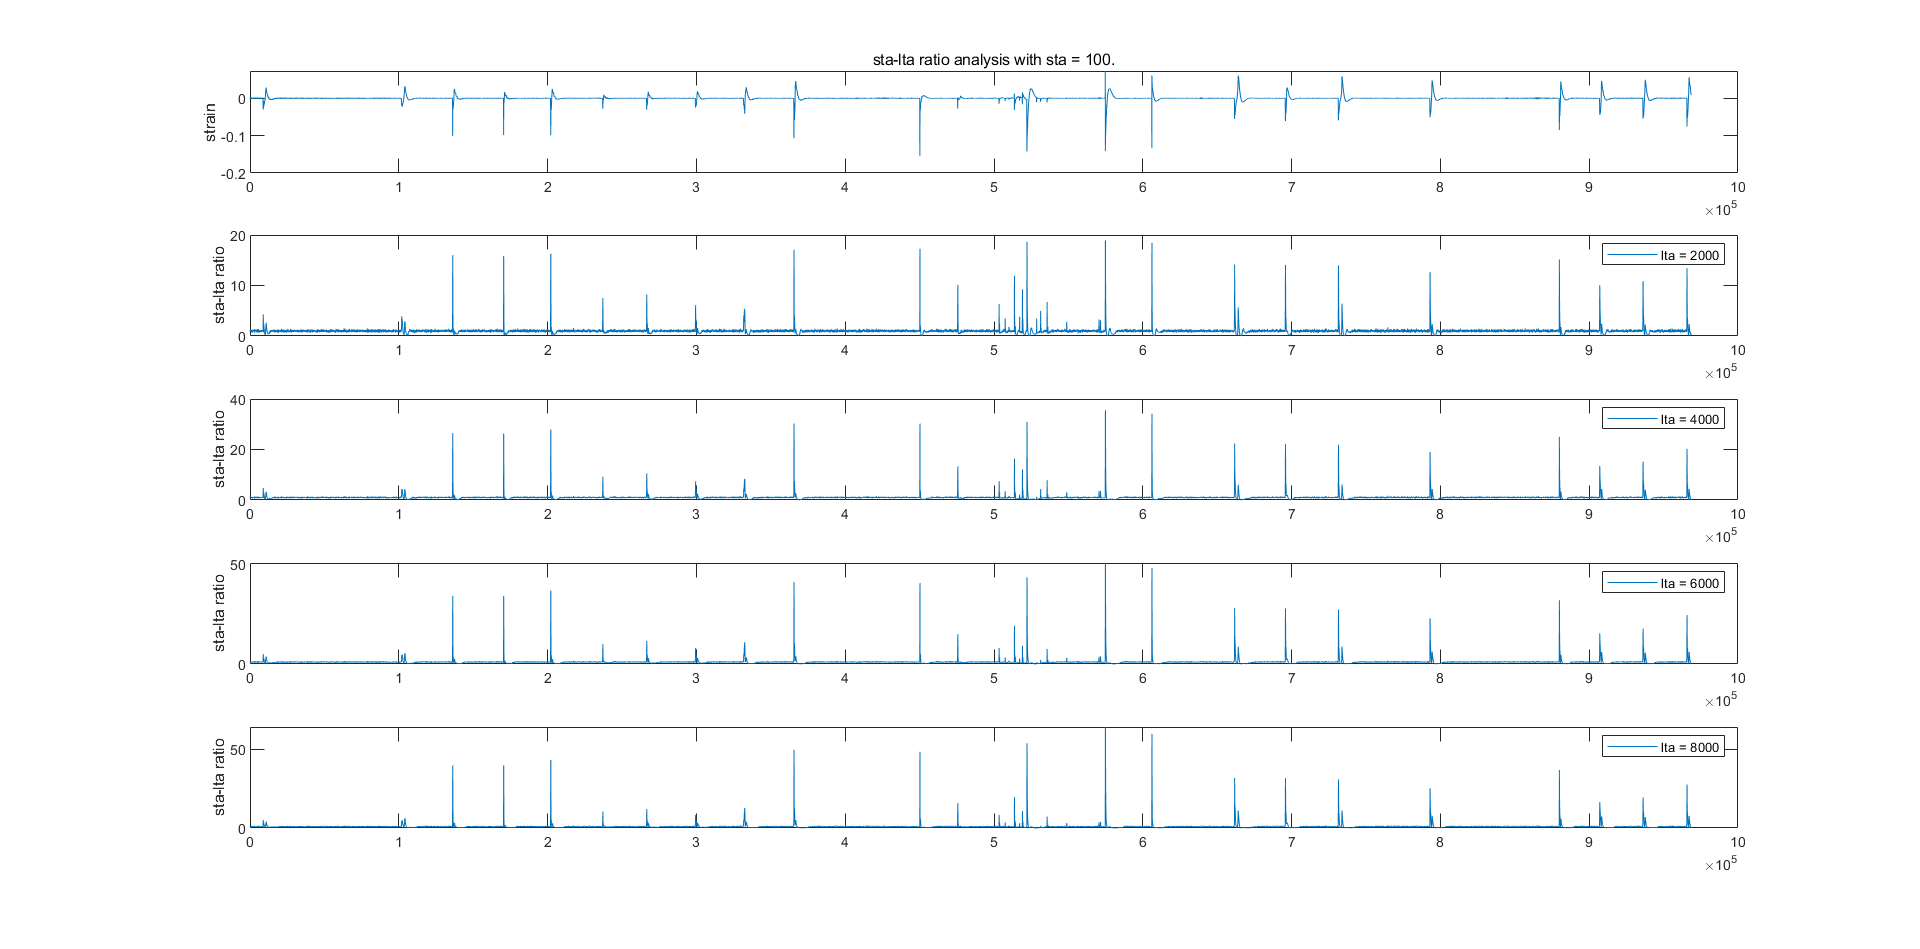 sta-lta ratio analysis with sta = 100.
strain
0
-0.1
-0.2
0 1 2 3 4 5 6 7 8 9 10
×10^5
sta-lta ratio
20
10
0
lta = 2000
0 1 2 3 4 5 6 7 8 9 10
×10^5
sta-lta ratio
40
20
0
lta = 4000
0 1 2 3 4 5 6 7 8 9 10
×10^5
sta-lta ratio
50
0
lta = 6000
0 1 2 3 4 5 6 7 8 9 10
×10^5
sta-lta ratio
50
0
lta = 8000
0 1 2 3 4 5 6 7 8 9 10
×10^5